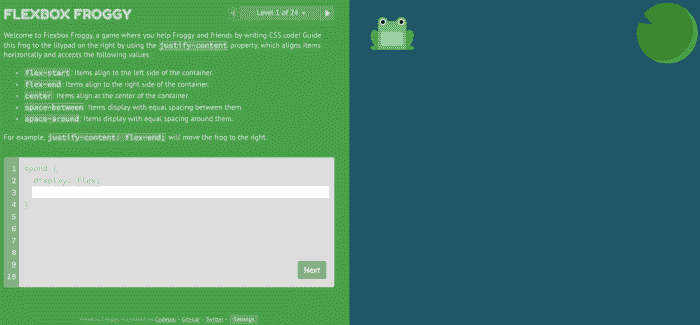 FLEXBOX FROGGY
Level 1 of 24
Welcome to Flexbox Froggy, a game where you help Froggy and friends by writing CSS code! Guide
this frog to the lilypad on the right by using the justify-content property, which aligns items
horizontally and accepts the following values:
• flex-start: Items align to the left side of the container.
• flex-end: Items align to the right side of the container.
• center: Items align at the center of the container.
• space-between: Items display with equal spacing between them.
• space-around: Items display with equal spacing around them.
For example, justify-content: flex-end; will move the frog to the right.
1 #pond {
2 display: flex;
3
4 }
5
6
7
8
9
10
Next
Flexbox Froggy is created by Codepip • GitHub • Twitter • Settings